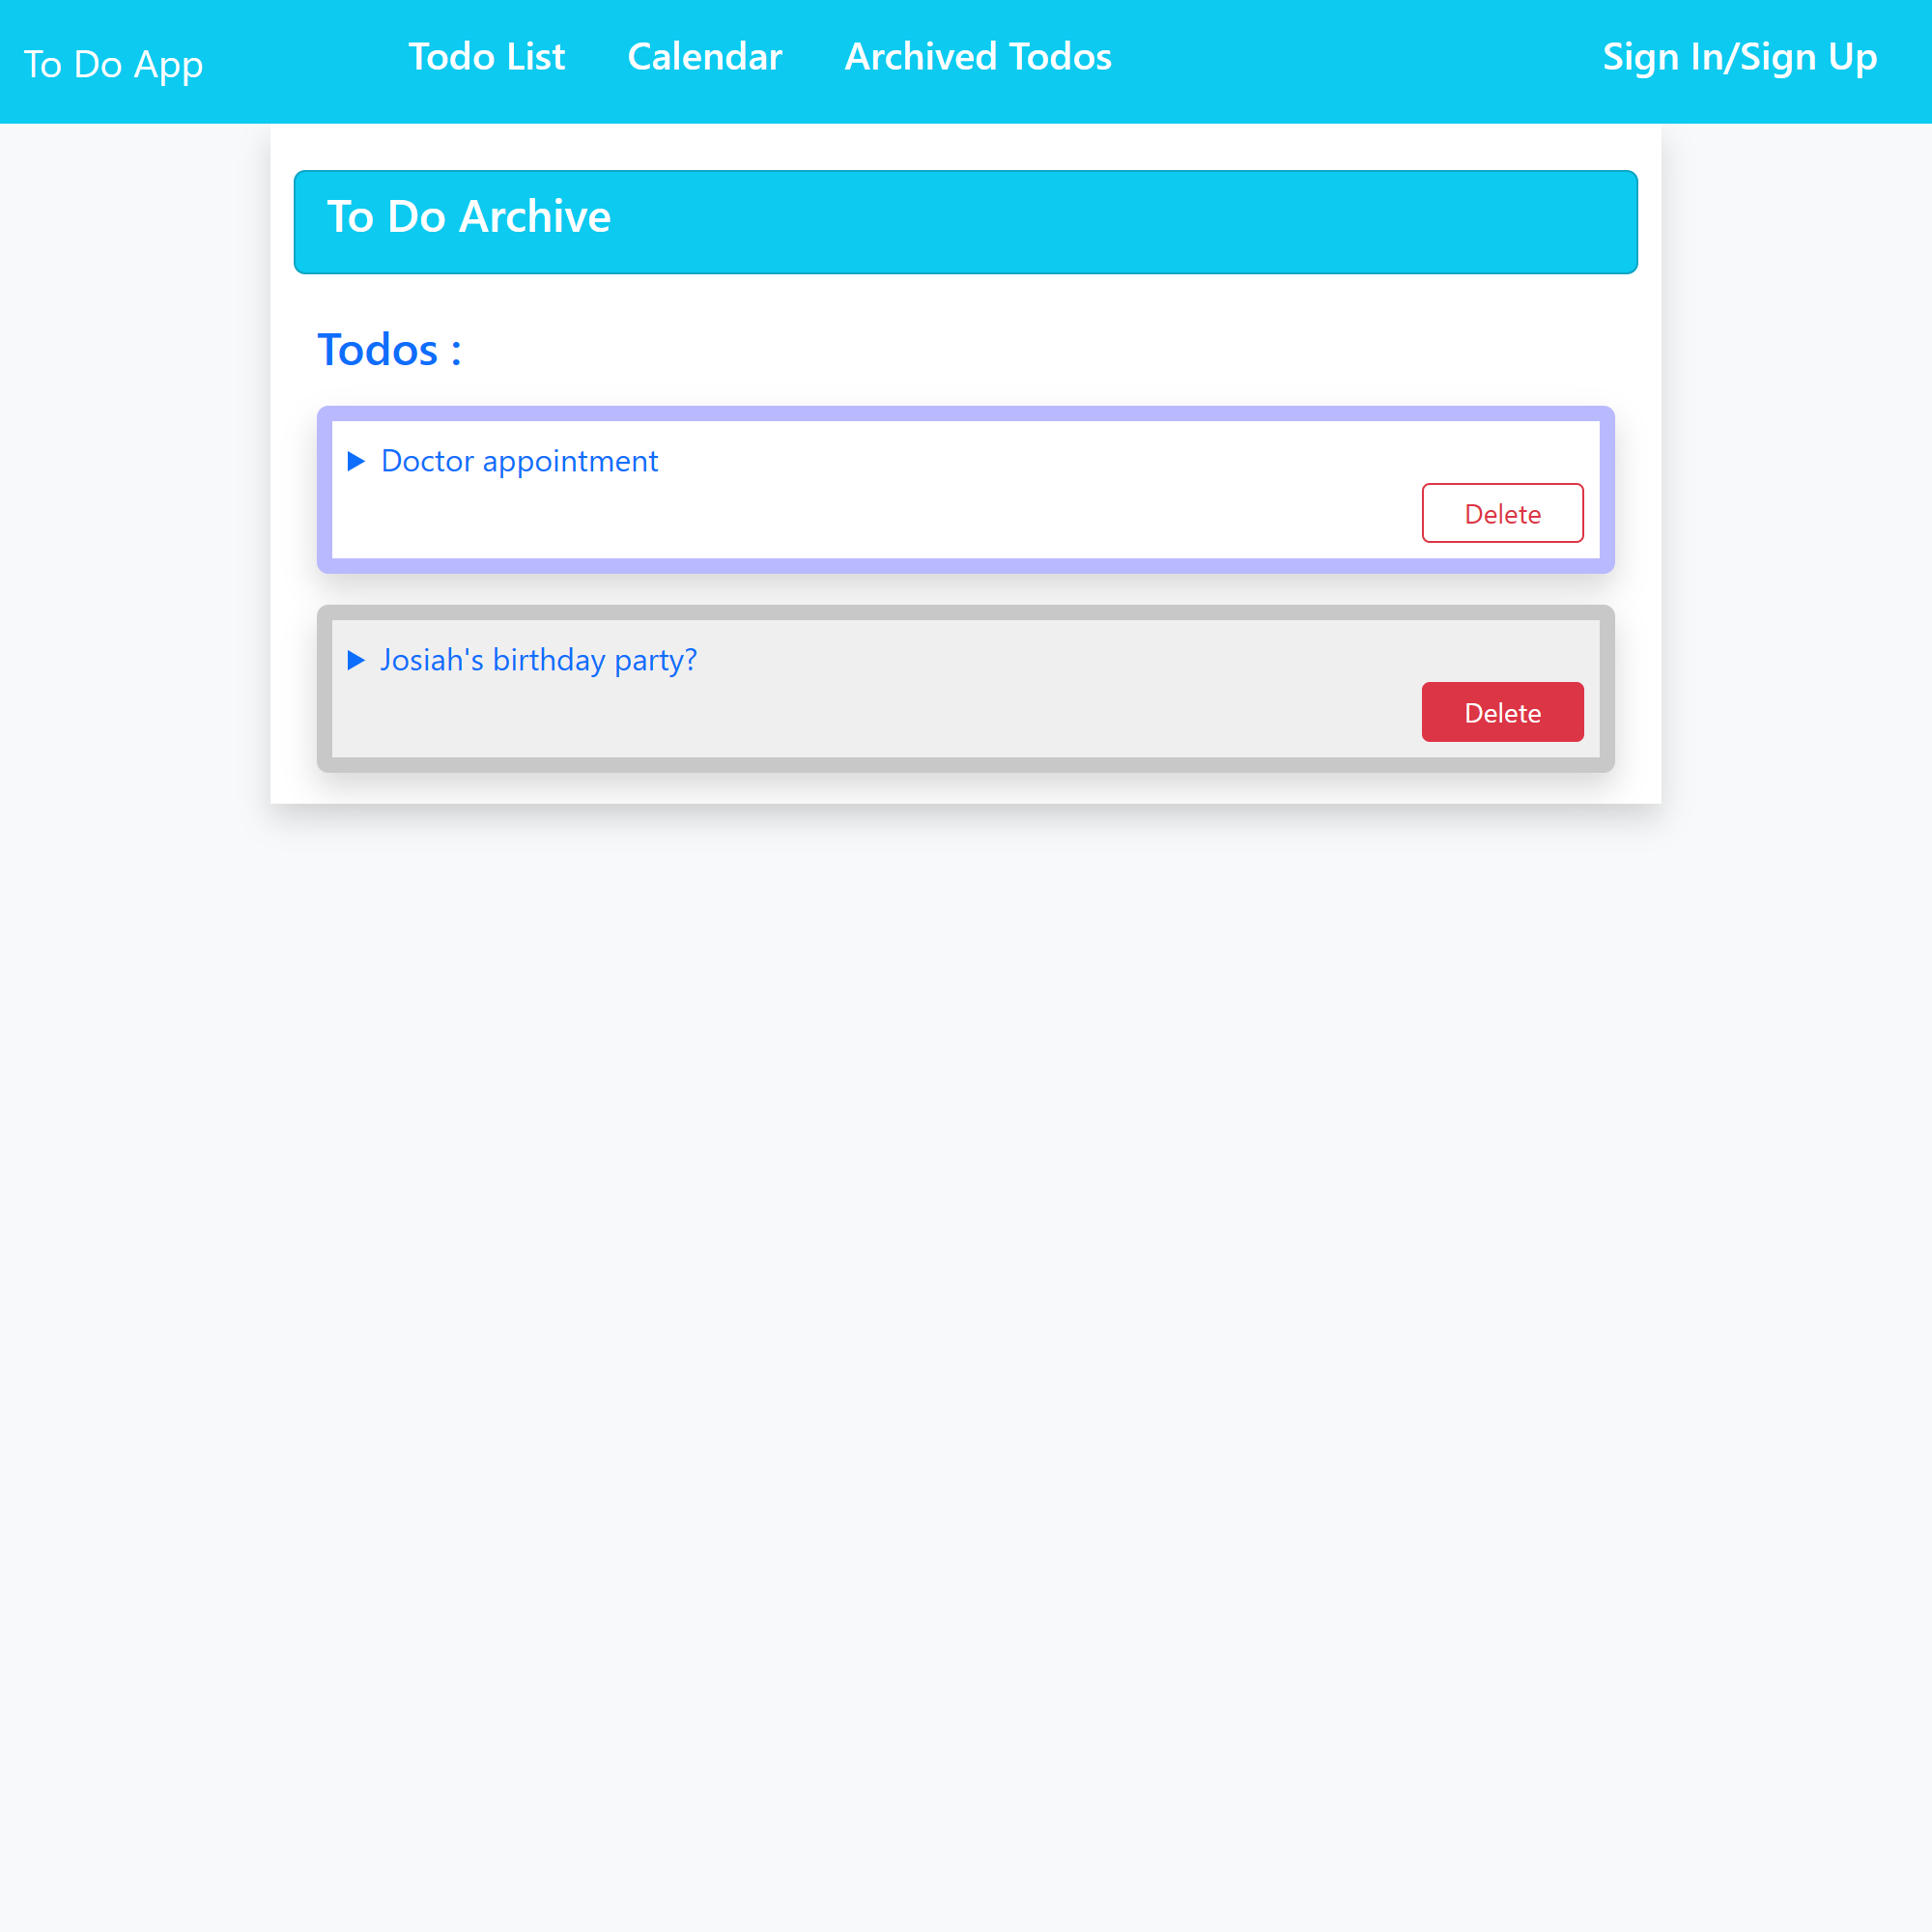 To Do App
Todo List
Calendar
Archived Todos
Sign In/Sign Up
To Do Archive
Todos :
Doctor appointment
Delete
Josiah's birthday party?
Delete